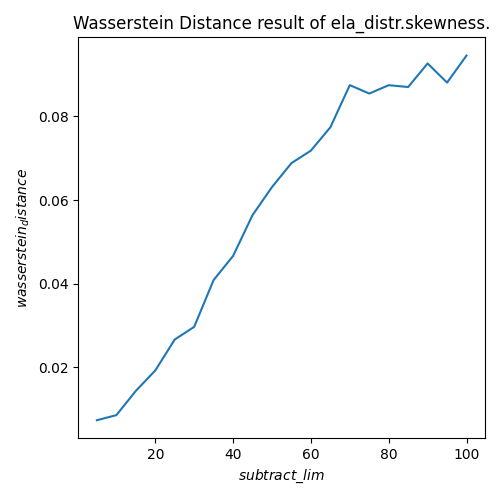 Wasserstein Distance result of ela_distr.skewness.
0.08
0.06
0.04
0.02
wasserstein_distance
20 40 60 80 100
subtract_lim